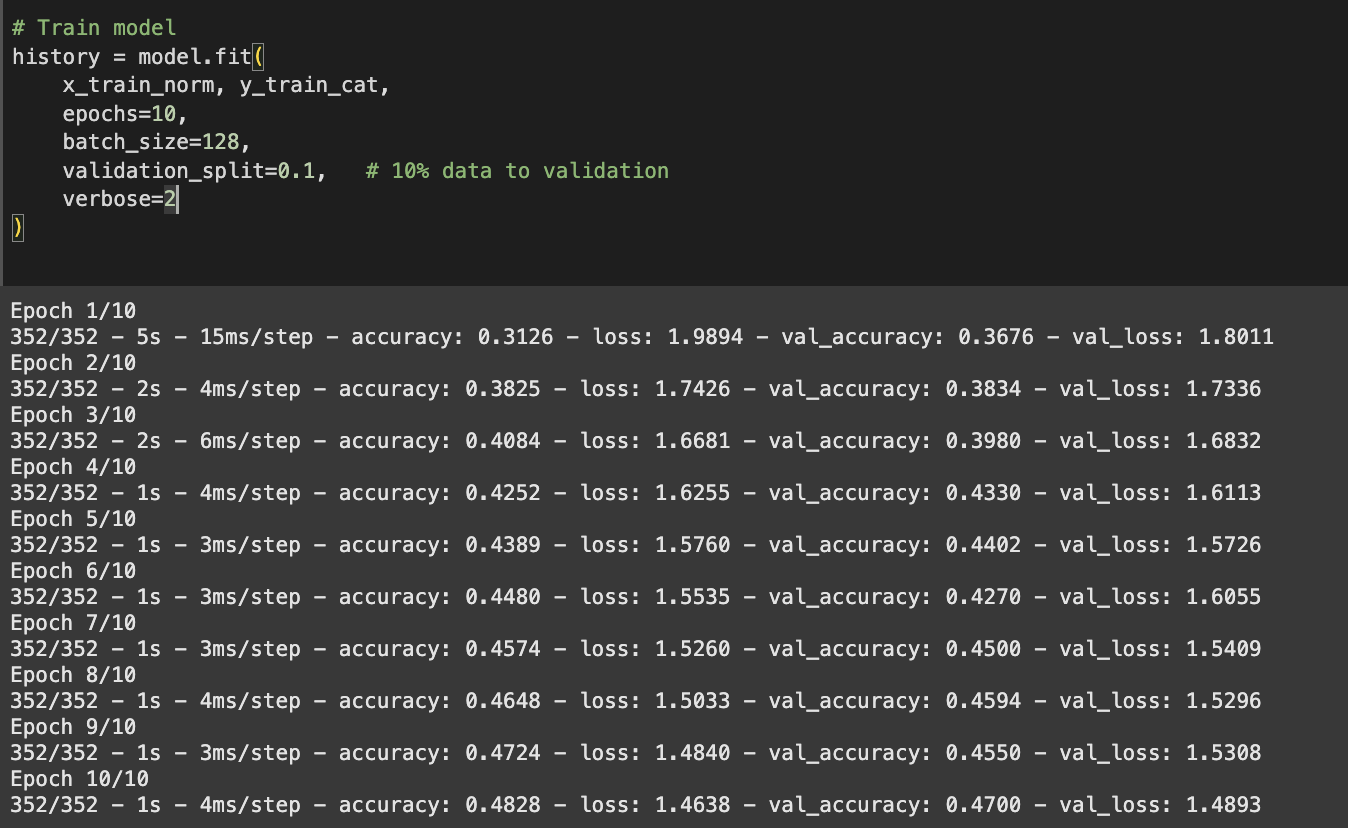 # Train model
history = model.fit(
    x_train_norm, y_train_cat,
    epochs=10,
    batch_size=128,
    validation_split=0.1,   # 10% data to validation
    verbose=2
)
Epoch 1/10
352/352 - 5s - 15ms/step - accuracy: 0.3126 - loss: 1.9894 - val_accuracy: 0.3676 - val_loss: 1.8011
Epoch 2/10
352/352 - 2s - 4ms/step - accuracy: 0.3825 - loss: 1.7426 - val_accuracy: 0.3834 - val_loss: 1.7336
Epoch 3/10
352/352 - 2s - 6ms/step - accuracy: 0.4084 - loss: 1.6681 - val_accuracy: 0.3980 - val_loss: 1.6832
Epoch 4/10
352/352 - 1s - 4ms/step - accuracy: 0.4252 - loss: 1.6255 - val_accuracy: 0.4330 - val_loss: 1.6113
Epoch 5/10
352/352 - 1s - 3ms/step - accuracy: 0.4389 - loss: 1.5760 - val_accuracy: 0.4402 - val_loss: 1.5726
Epoch 6/10
352/352 - 1s - 3ms/step - accuracy: 0.4480 - loss: 1.5535 - val_accuracy: 0.4270 - val_loss: 1.6055
Epoch 7/10
352/352 - 1s - 3ms/step - accuracy: 0.4574 - loss: 1.5260 - val_accuracy: 0.4500 - val_loss: 1.5409
Epoch 8/10
352/352 - 1s - 4ms/step - accuracy: 0.4648 - loss: 1.5033 - val_accuracy: 0.4594 - val_loss: 1.5296
Epoch 9/10
352/352 - 1s - 3ms/step - accuracy: 0.4724 - loss: 1.4840 - val_accuracy: 0.4550 - val_loss: 1.5308
Epoch 10/10
352/352 - 1s - 4ms/step - accuracy: 0.4828 - loss: 1.4638 - val_accuracy: 0.4700 - val_loss: 1.4893